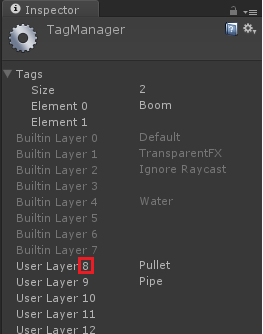 Inspector
TagManager
Tags
Size 2
Element 0 Boom
Element 1
Builtin Layer 0 Default
Builtin Layer 1 TransparentFX
Builtin Layer 2 Ignore Raycast
Builtin Layer 3
Builtin Layer 4 Water
Builtin Layer 5
Builtin Layer 6
Builtin Layer 7
User Layer 8 Pullet
User Layer 9 Pipe
User Layer 10
User Layer 11
User Layer 12